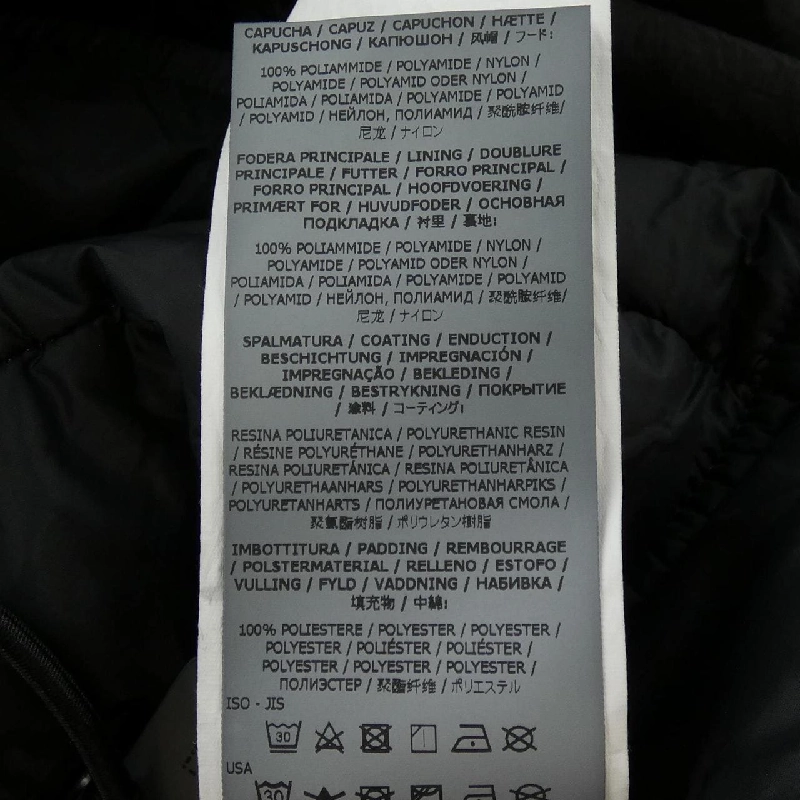 CAPUCHA / CAPUZ / CAPUCHON / HÆTTE /
KAPUSCHONG / КАПЮШОН / 风帽 / フード:
100% POLIAMMIDE / POLYAMIDE / NYLON /
POLYAMIDE / POLYAMID ODER NYLON /
POLIAMIDA / POLIAMIDA / POLYAMIDE / POLYAMID
/ POLYAMID / НЕЙЛОН, ПОЛИАМИД / 聚酰胺纤维/
尼龙 / ナイロン
FODERA PRINCIPALE / LINING / DOUBLURE
PRINCIPALE / FUTTER / FORRO PRINCIPAL /
FORRO PRINCIPAL / HOOFDVOERING /
PRIMÆRT FOR / HUVUDFODER / ОСНОВНАЯ
ПОДКЛАДКА / 衬里 / 裏地:
100% POLIAMMIDE / POLYAMIDE / NYLON /
POLYAMIDE / POLYAMID ODER NYLON /
POLIAMIDA / POLIAMIDA / POLYAMIDE / POLYAMID
/ POLYAMID / НЕЙЛОН, ПОЛИАМИД / 聚酰胺纤维/
尼龙 / ナイロン
SPALMATURA / COATING / ENDUCTION /
BESCHICHTUNG / IMPREGNACIÓN /
IMPREGNAÇÃO / BEKLEDING /
BEKLÆDNING / BESTRYKNING / ПОКРЫТИЕ
/ 塗料 / コーティング:
RESINA POLIURETANICA / POLYURETHANIC RESIN
/ RÉSINE POLYURÉTHANE / POLYURETHANHARZ /
RESINA POLIURETÁNICA / RESINA POLIURETÂNICA
/ POLYURETHAANHARS / POLYURETHANHARPIKS /
POLYURETANHARTS / ПОЛИУРЕТАНОВАЯ СМОЛА /
聚氨酯树脂 / ポリウレタン樹脂
IMBOTTITURA / PADDING / REMBOURRAGE
/ POLSTERMATERIAL / RELLENO / ESTOFO /
VULLING / FYLD / VADDNING / НАБИВКА /
填充物 / 中綿:
100% POLIESTERE / POLYESTER / POLYESTER /
POLYESTER / POLIÉSTER / POLIÉSTER /
POLYESTER / POLYESTER / POLYESTER /
ПОЛИЭСТЕР / 聚酯纤维 / ポリエステル
ISO - JIS
30
USA
30